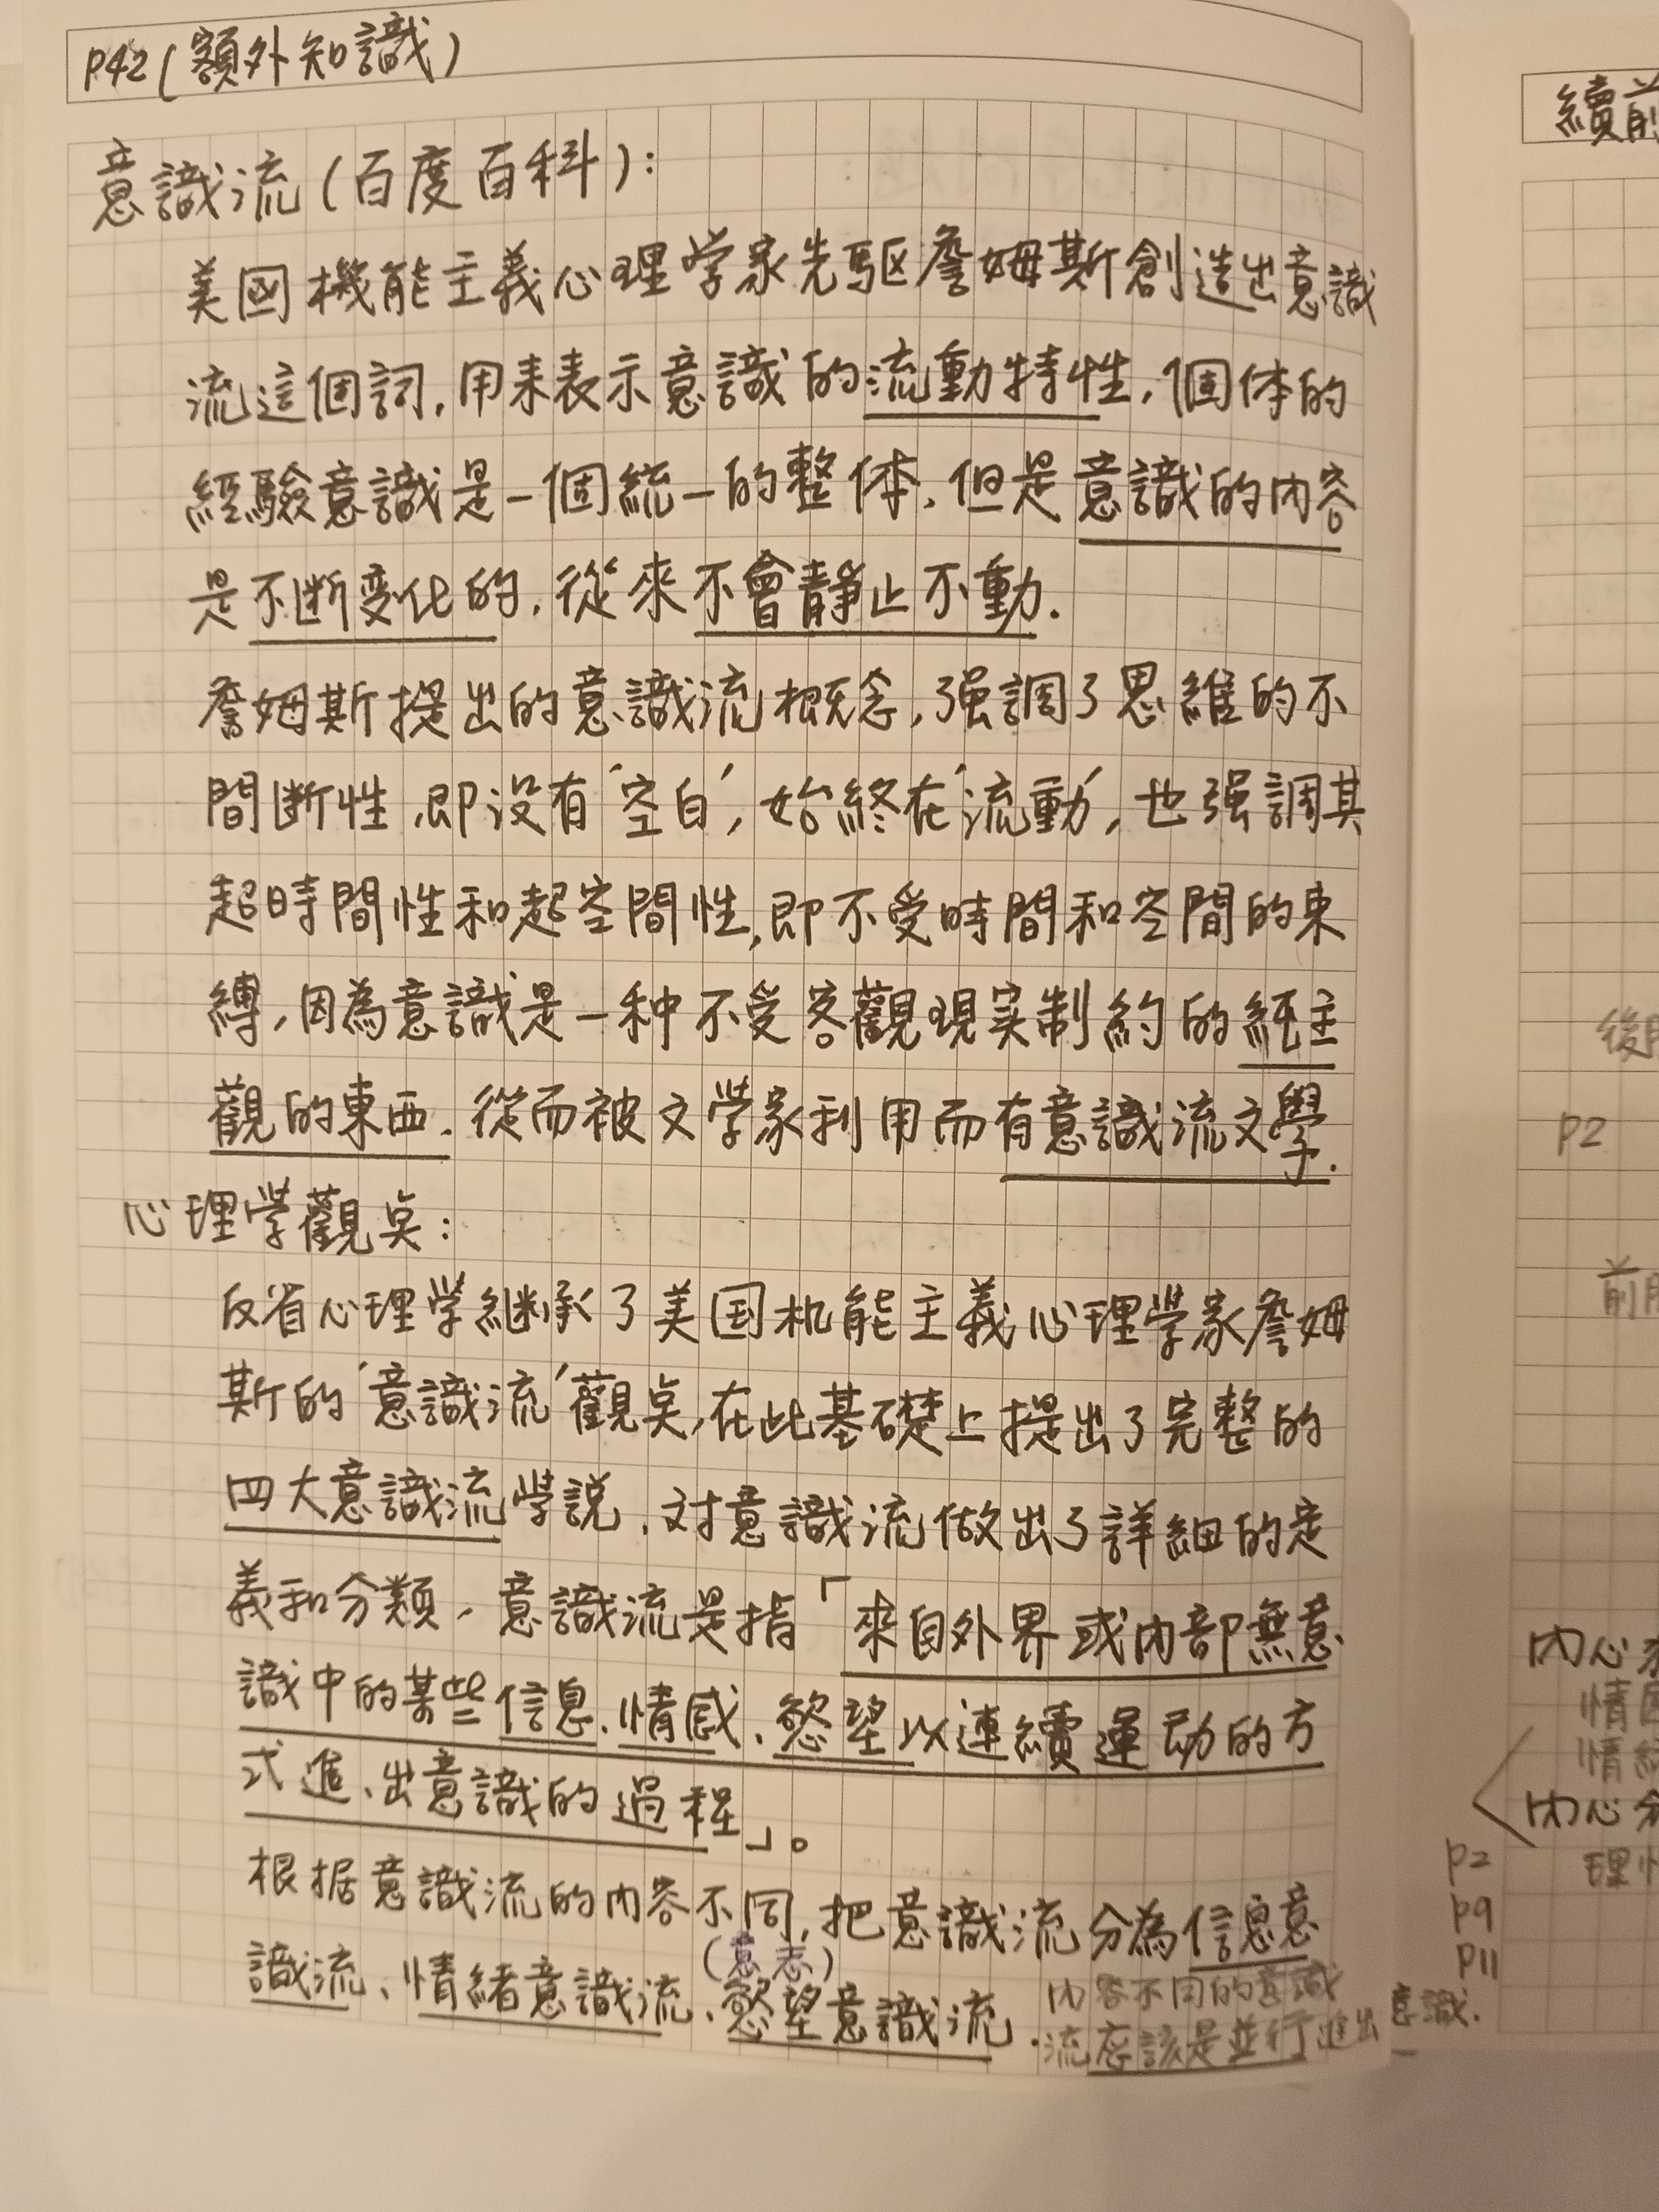 P42(額外知識)
意識流(百度百科):
美國機能主義心理学家先驱詹姆斯創造出意識
流這個詞,用来表示意識的流動特性,個体的
經驗意識是一個統一的整体,但是意識的內容
是不断变化的,從來不會靜止不動.
詹姆斯提出的意識流概念,强調了思維的不
間断性,即没有'空白',始終在'流動',也强調其
超時間性和超空間性,即不受時間和空間的束
縛,因為意識是一种不受客觀現实制約的純主
觀的東西.從而被文学家利用而有意識流文學.
心理学觀点:
反省心理学継承了美国机能主義心理学家詹姆
斯的'意識流'觀点,在此基礎上提出了完整的
四大意識流学説,对意識流做出了詳細的定
義和分類,意識流是指「來自外界或內部無意
識中的某些信息、情感、慾望以連續運动的方
式進、出意識的過程」。
根据意識流的內容不同,把意識流分為信息意
(意志)
識流、情緒意識流、慾望意識流.
內容不同的意識
流应該是並行進出意識.
續前
P2
內心
情
情
內心
理
P2
P9
P11